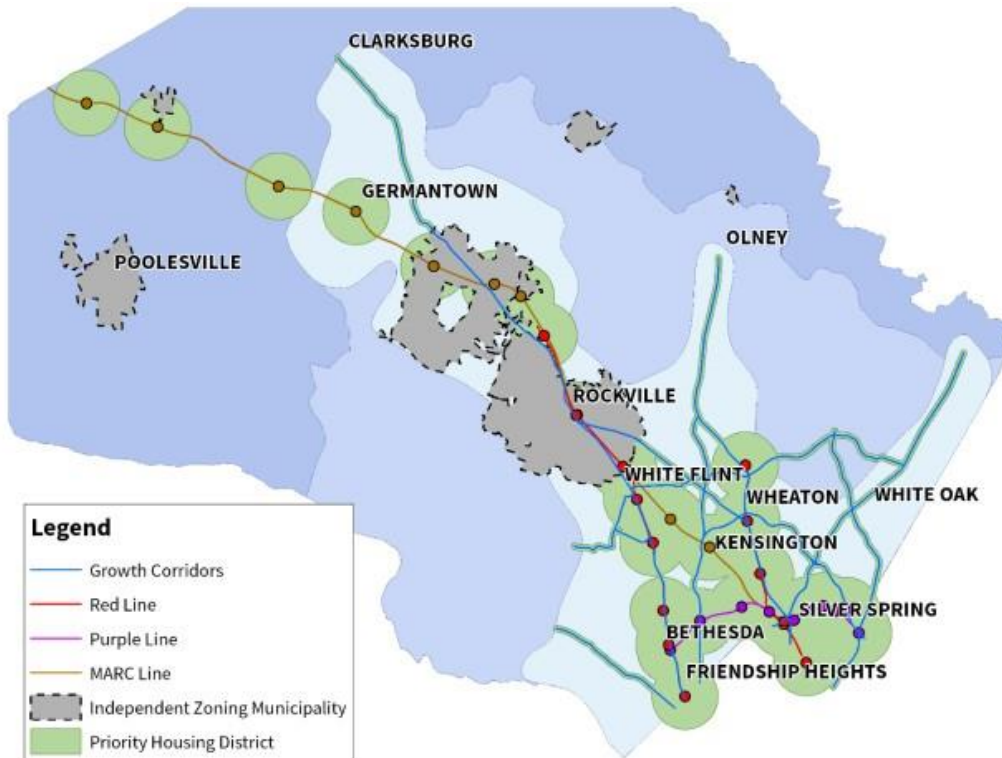 CLARKSBURG
GERMANTOWN
OLNEY
POOLESVILLE
ROCKVILLE
WHITE FLINT
WHEATON
WHITE OAK
KENSINGTON
SILVER SPRING
BETHESDA
FRIENDSHIP HEIGHTS
Legend
Growth Corridors
Red Line
Purple Line
MARC Line
Independent Zoning Municipality
Priority Housing District